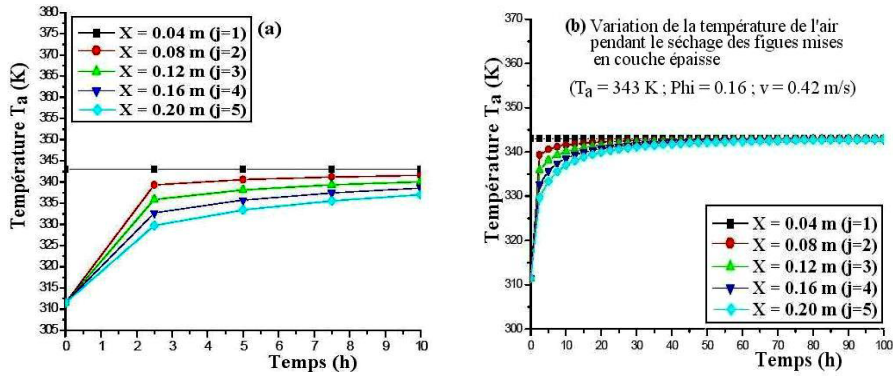 (a)
X = 0.04 m (j=1)
X = 0.08 m (j=2)
X = 0.12 m (j=3)
X = 0.16 m (j=4)
X = 0.20 m (j=5)
Température Ta (K)
385
380
375
370
365
360
355
350
345
340
335
330
325
320
315
310
305
0 1 2 3 4 5 6 7 8 9 10
Temps (h)
(b) Variation de la température de l'air
pendant le séchage des figues mises
en couche épaisse
(Ta = 343 K ; Phi = 0.16 ; v = 0.42 m/s)
Température Ta (K)
370
360
350
340
330
320
310
300
X = 0.04 m (j=1)
X = 0.08 m (j=2)
X = 0.12 m (j=3)
X = 0.16 m (j=4)
X = 0.20 m (j=5)
0 10 20 30 40 50 60 70 80 90 100
Temps (h)